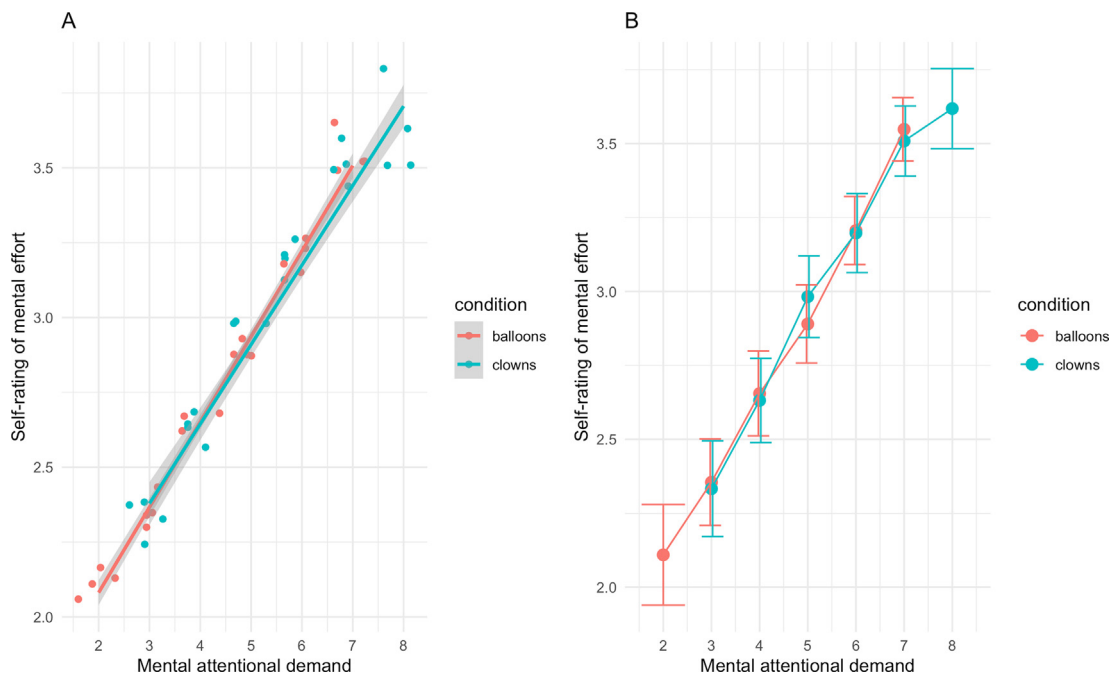 A
Self-rating of mental effort
3.5
3.0
2.5
2.0
2 3 4 5 6 7 8
Mental attentional demand
condition
balloons
clowns
B
Self-rating of mental effort
3.5
3.0
2.5
2.0
2 3 4 5 6 7 8
Mental attentional demand
condition
balloons
clowns